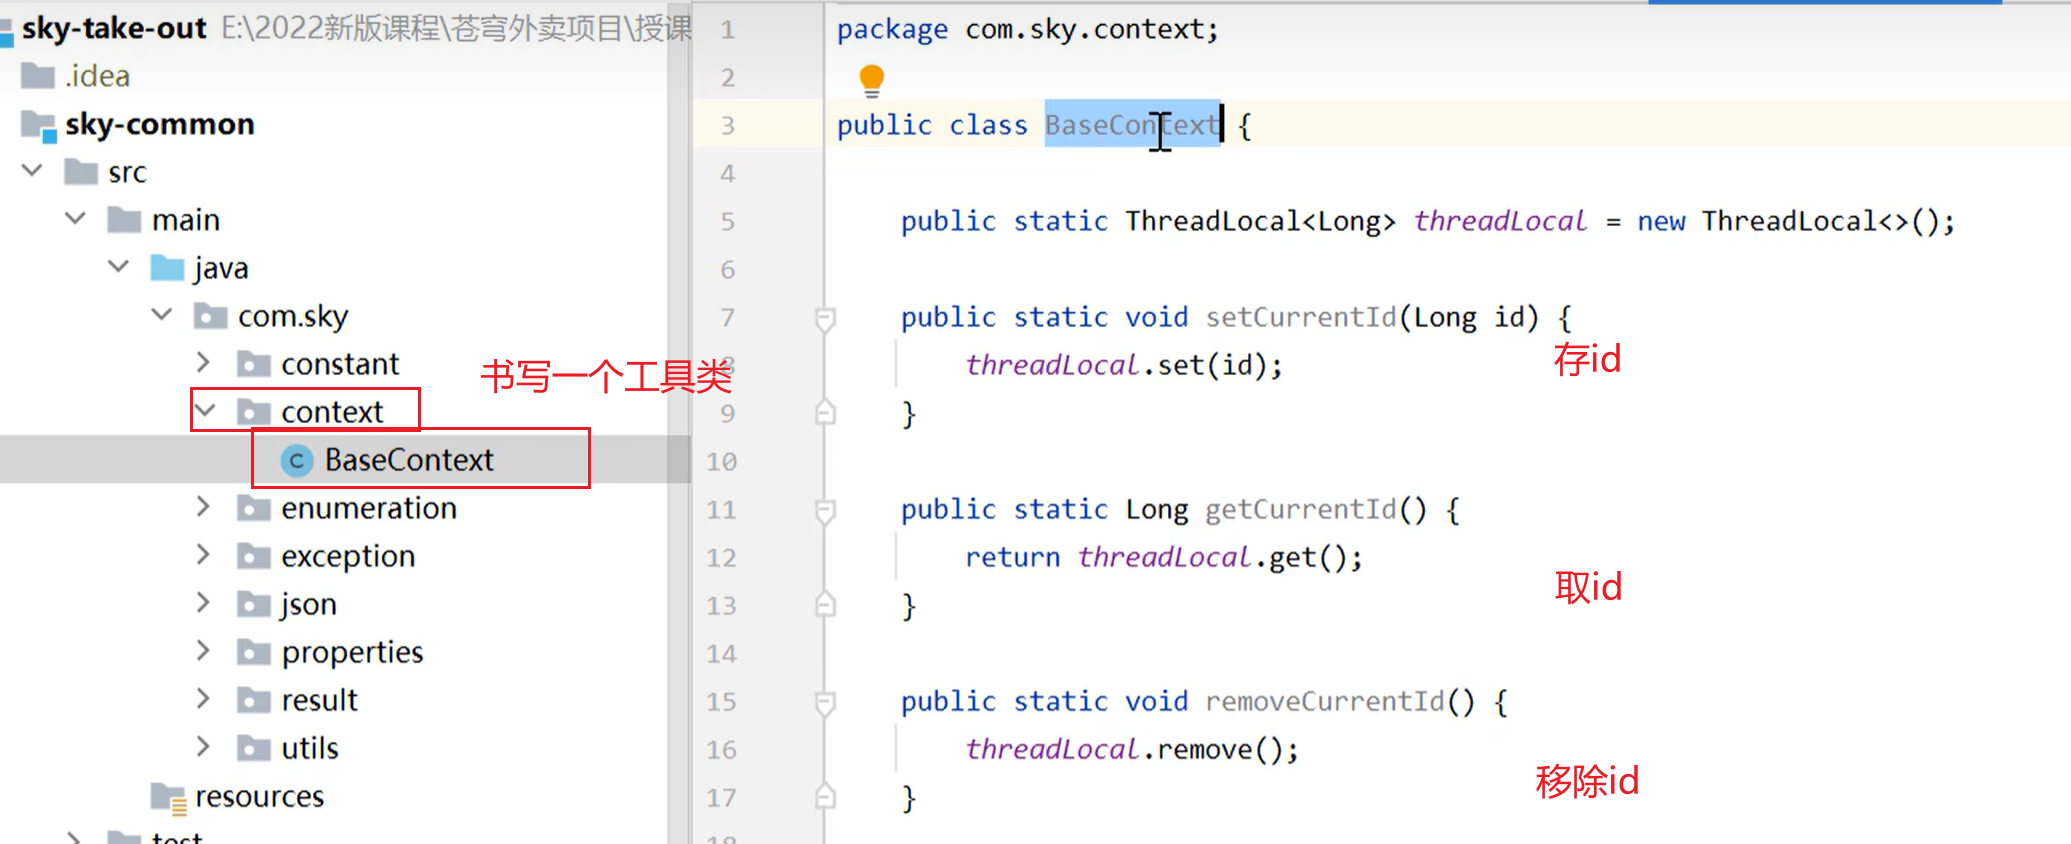 sky-take-out E:\2022新版课程\苍穹外卖项目\授课
.idea
sky-common
src
main
java
com.sky
constant
书写一个工具类
context
BaseContext
enumeration
exception
json
properties
result
utils
resources
test
1 package com.sky.context;
2
3 public class BaseContext {
4
5 public static ThreadLocal<Long> threadLocal = new ThreadLocal<>();
6
7 public static void setCurrentId(Long id) {
8 threadLocal.set(id);
存id
9 }
10
11 public static Long getCurrentId() {
12 return threadLocal.get();
取id
13 }
14
15 public static void removeCurrentId() {
16 threadLocal.remove();
移除id
17 }
18